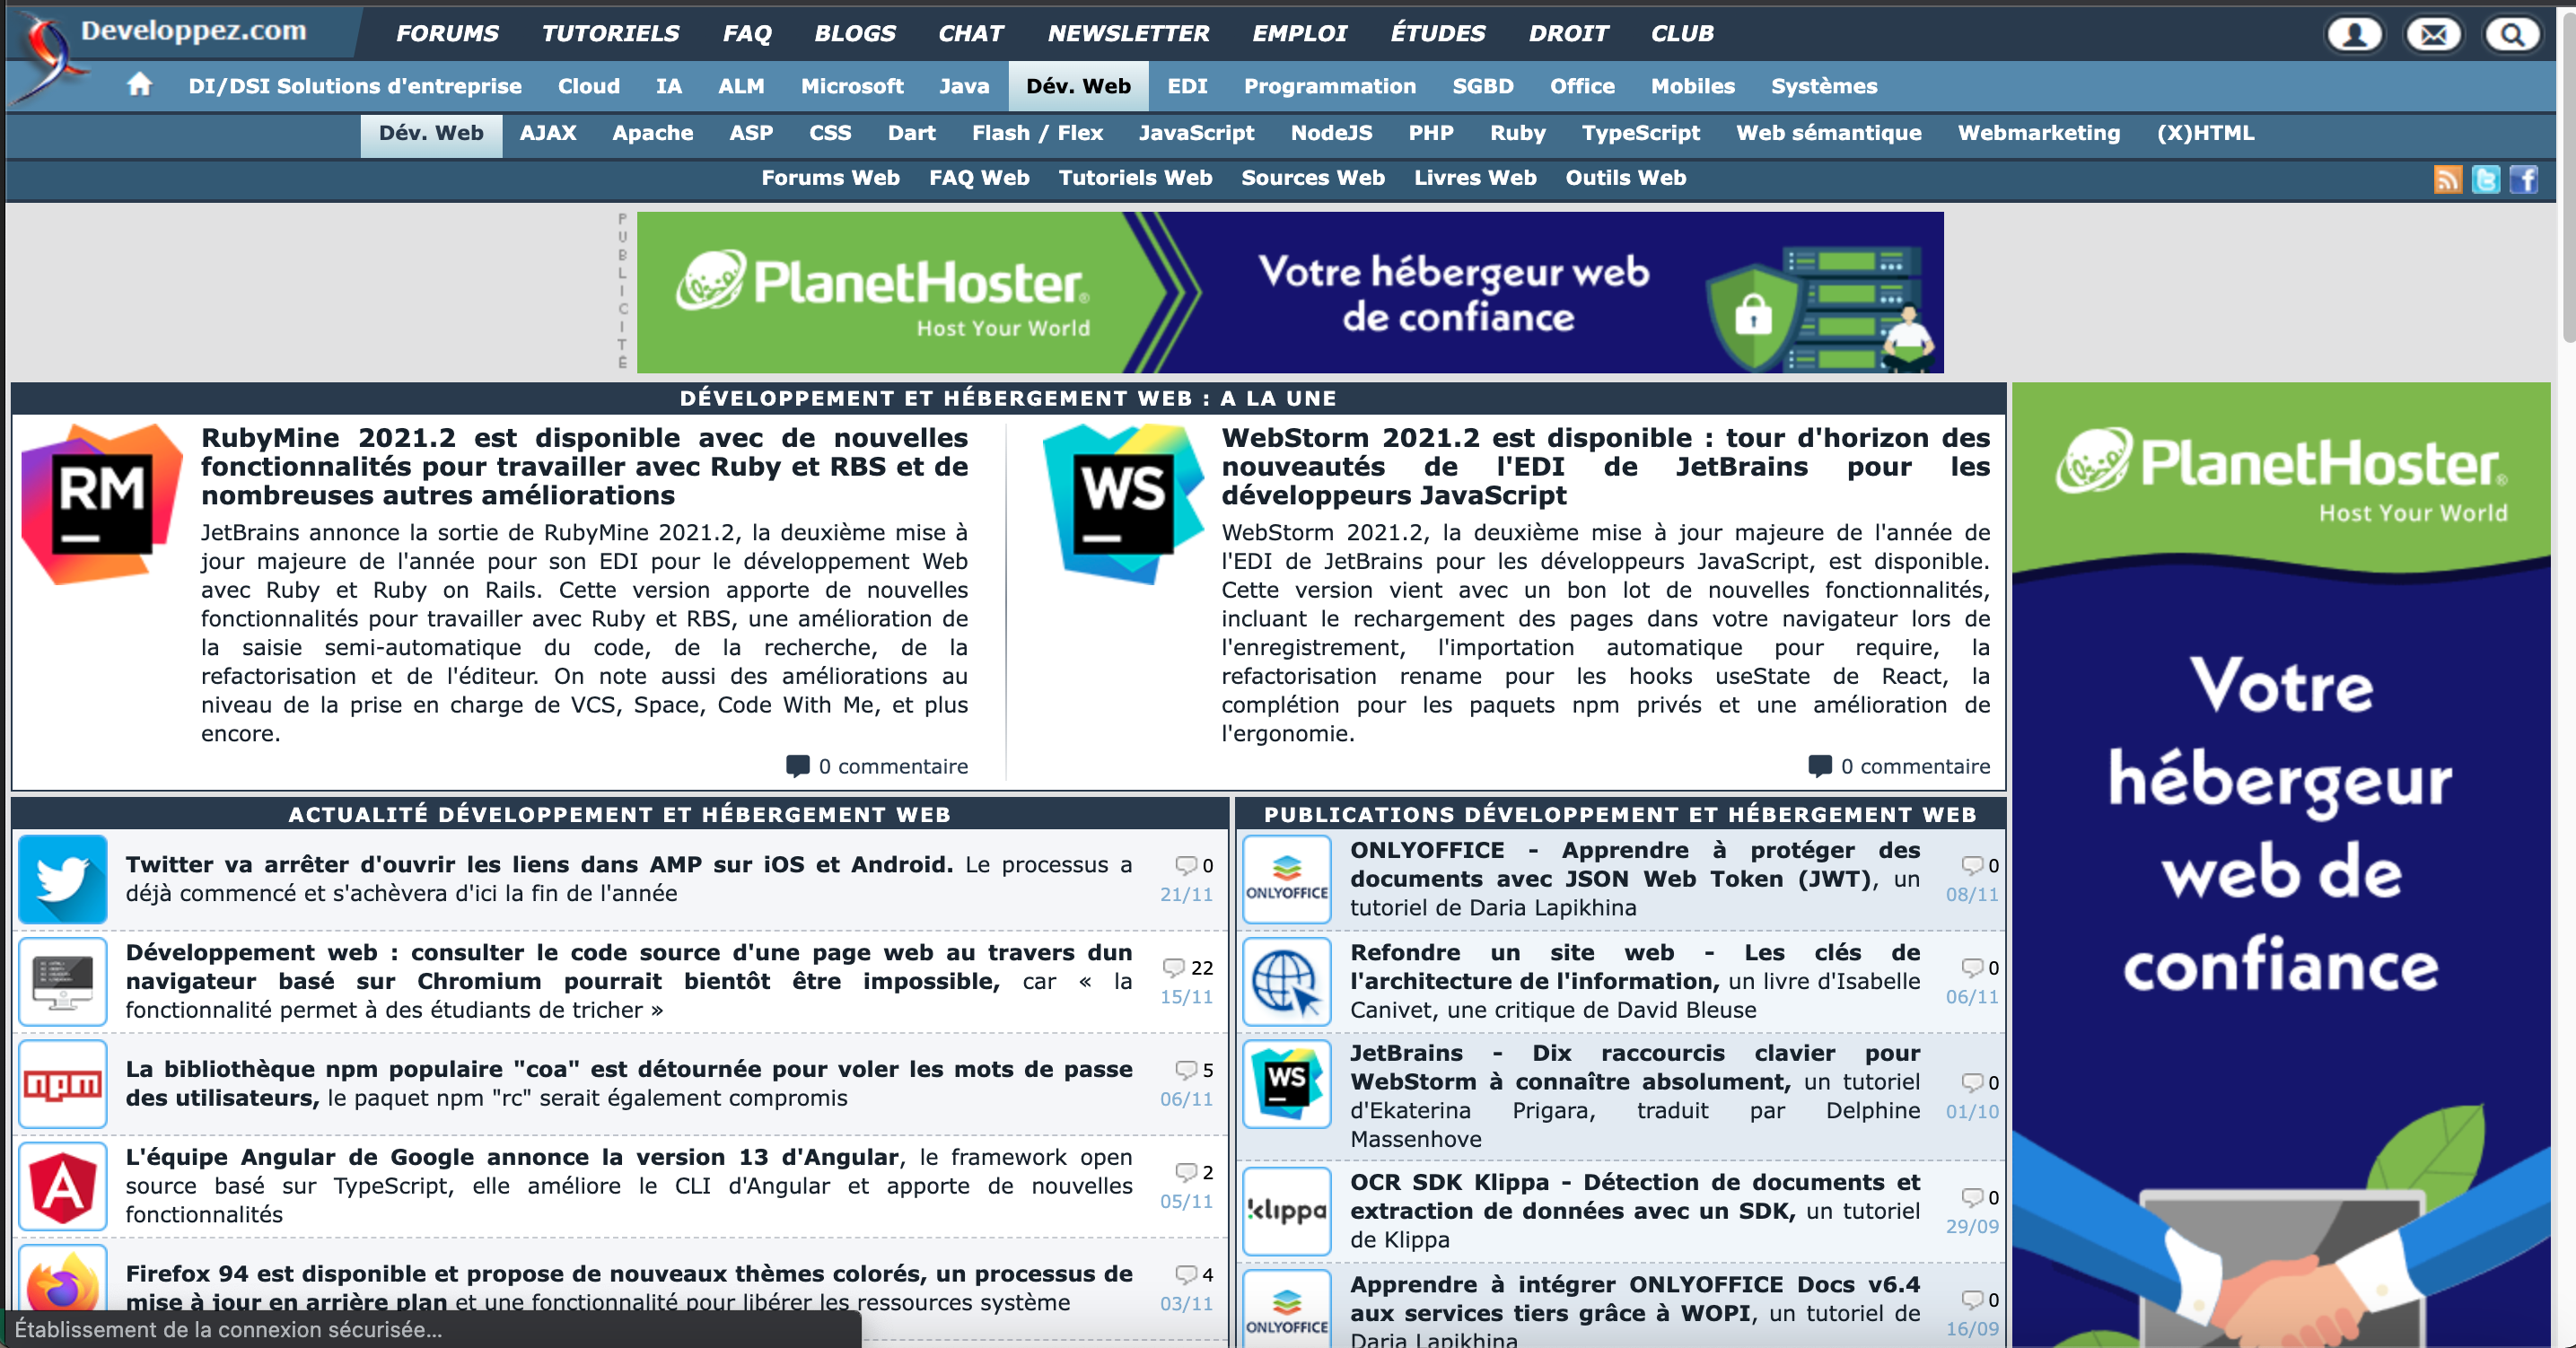 Developpez.com
FORUMS TUTORIELS FAQ BLOGS CHAT NEWSLETTER EMPLOI ÉTUDES DROIT CLUB
DI/DSI Solutions d'entreprise Cloud IA ALM Microsoft Java Dév. Web EDI Programmation SGBD Office Mobiles Systèmes
Dév. Web AJAX Apache ASP CSS Dart Flash / Flex JavaScript NodeJS PHP Ruby TypeScript Web sémantique Webmarketing (X)HTML
Forums Web FAQ Web Tutoriels Web Sources Web Livres Web Outils Web
PUBLICITÉ
PlanetHoster®
Host Your World
Votre hébergeur web
de confiance
DÉVELOPPEMENT ET HÉBERGEMENT WEB : A LA UNE
RM
RubyMine 2021.2 est disponible avec de nouvelles
fonctionnalités pour travailler avec Ruby et RBS et de
nombreuses autres améliorations
JetBrains annonce la sortie de RubyMine 2021.2, la deuxième mise à
jour majeure de l'année pour son EDI pour le développement Web
avec Ruby et Ruby on Rails. Cette version apporte de nouvelles
fonctionnalités pour travailler avec Ruby et RBS, une amélioration de
la saisie semi-automatique du code, de la recherche, de la
refactorisation et de l'éditeur. On note aussi des améliorations au
niveau de la prise en charge de VCS, Space, Code With Me, et plus
encore.
0 commentaire
WS
WebStorm 2021.2 est disponible : tour d'horizon des
nouveautés de l'EDI de JetBrains pour les
développeurs JavaScript
WebStorm 2021.2, la deuxième mise à jour majeure de l'année de
l'EDI de JetBrains pour les développeurs JavaScript, est disponible.
Cette version vient avec un bon lot de nouvelles fonctionnalités,
incluant le rechargement des pages dans votre navigateur lors de
l'enregistrement, l'importation automatique pour require, la
refactorisation rename pour les hooks useState de React, la
complétion pour les paquets npm privés et une amélioration de
l'ergonomie.
0 commentaire
ACTUALITÉ DÉVELOPPEMENT ET HÉBERGEMENT WEB
Twitter va arrêter d'ouvrir les liens dans AMP sur iOS et Android. Le processus a
déjà commencé et s'achèvera d'ici la fin de l'année
0
21/11
Développement web : consulter le code source d'une page web au travers dun
navigateur basé sur Chromium pourrait bientôt être impossible, car « la
fonctionnalité permet à des étudiants de tricher »
22
15/11
npm
La bibliothèque npm populaire "coa" est détournée pour voler les mots de passe
des utilisateurs, le paquet npm "rc" serait également compromis
5
06/11
A
L'équipe Angular de Google annonce la version 13 d'Angular, le framework open
source basé sur TypeScript, elle améliore le CLI d'Angular et apporte de nouvelles
fonctionnalités
2
05/11
Firefox 94 est disponible et propose de nouveaux thèmes colorés, un processus de
mise à jour en arrière plan et une fonctionnalité pour libérer les ressources système
4
03/11
Établissement de la connexion sécurisée...
PUBLICATIONS DÉVELOPPEMENT ET HÉBERGEMENT WEB
ONLYOFFICE
ONLYOFFICE - Apprendre à protéger des
documents avec JSON Web Token (JWT), un
tutoriel de Daria Lapikhina
0
08/11
Refondre un site web - Les clés de
l'architecture de l'information, un livre d'Isabelle
Canivet, une critique de David Bleuse
0
06/11
WS
JetBrains - Dix raccourcis clavier pour
WebStorm à connaître absolument, un tutoriel
d'Ekaterina Prigara, traduit par Delphine
Massenhove
0
01/10
klippa
OCR SDK Klippa - Détection de documents et
extraction de données avec un SDK, un tutoriel
de Klippa
0
29/09
ONLYOFFICE
Apprendre à intégrer ONLYOFFICE Docs v6.4
aux services tiers grâce à WOPI, un tutoriel de
Daria Lapikhina
0
16/09
PlanetHoster®
Host Your World
Votre
hébergeur
web de
confiance